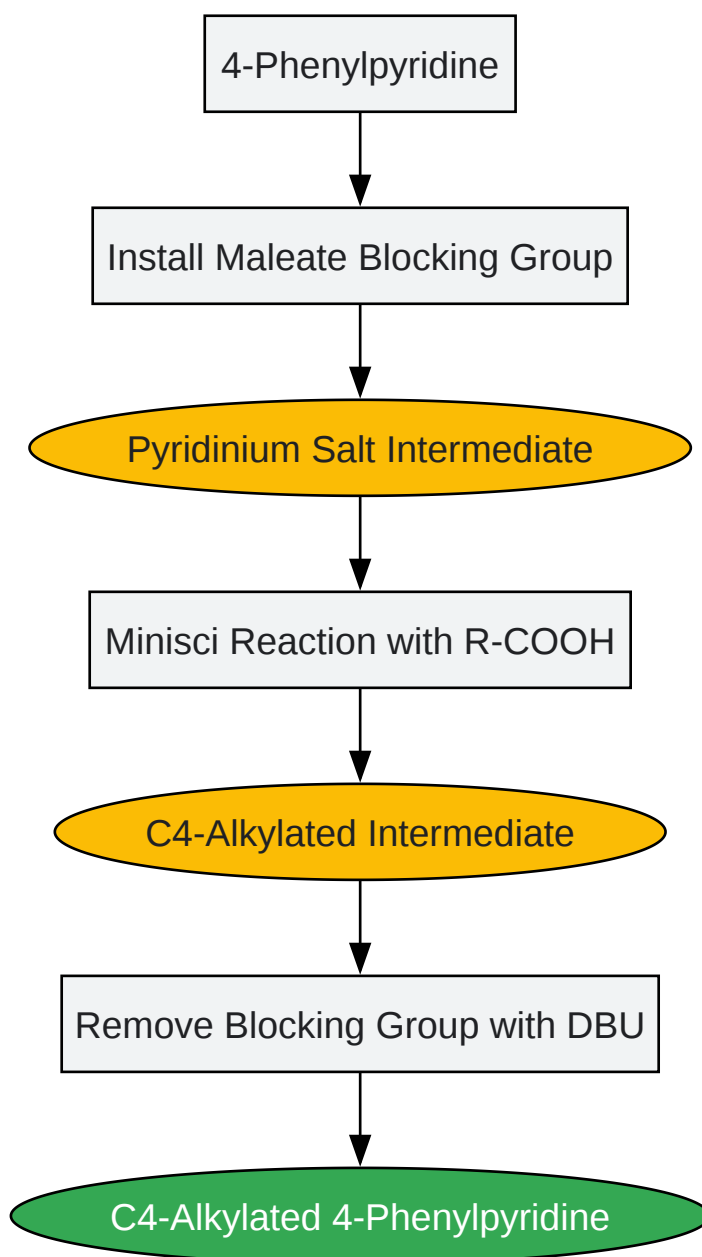 4-Phenylpyridine
Install Maleate Blocking Group
Pyridinium Salt Intermediate
Minisci Reaction with R-COOH
C4-Alkylated Intermediate
Remove Blocking Group with DBU
C4-Alkylated 4-Phenylpyridine